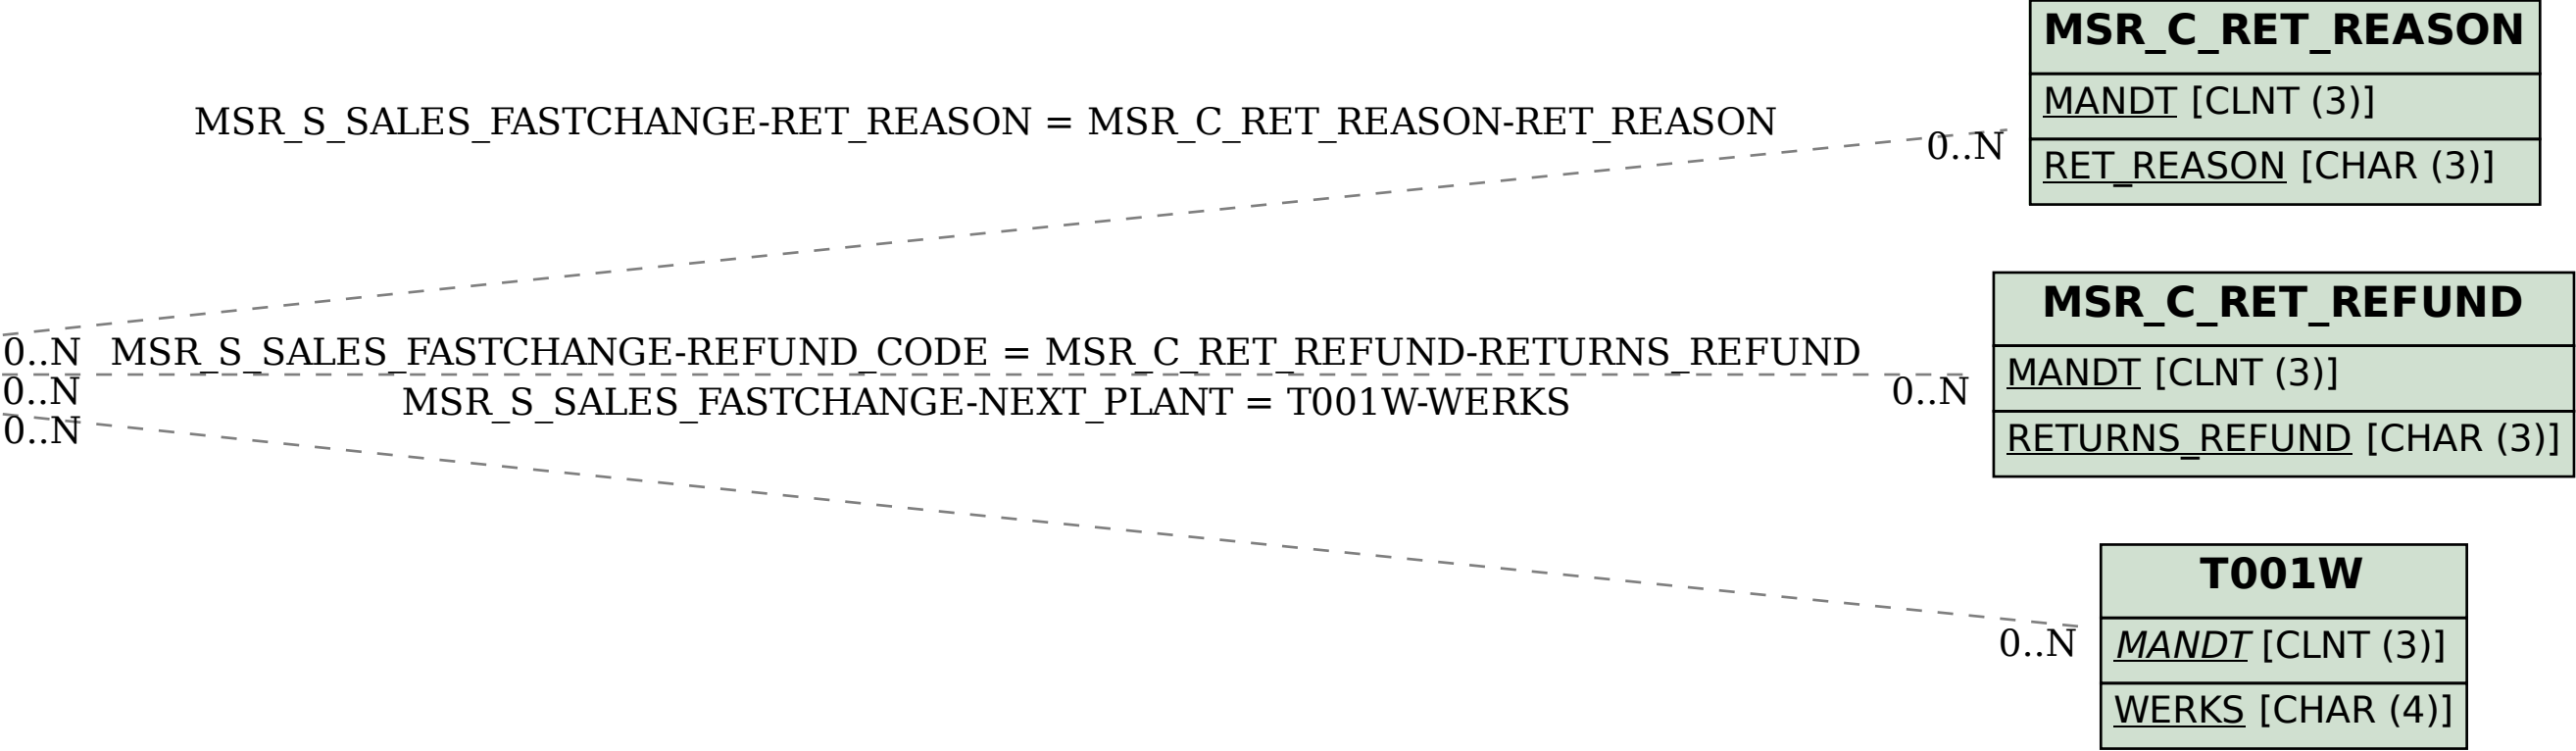 MSR_C_RET_REASON
MANDT [CLNT (3)]
RET_REASON [CHAR (3)]
MSR_S_SALES_FASTCHANGE-RET_REASON = MSR_C_RET_REASON-RET_REASON
0..N
MSR_C_RET_REFUND
MANDT [CLNT (3)]
RETURNS_REFUND [CHAR (3)]
0..N
MSR_S_SALES_FASTCHANGE-REFUND_CODE = MSR_C_RET_REFUND-RETURNS_REFUND
0..N
0..N
MSR_S_SALES_FASTCHANGE-NEXT_PLANT = T001W-WERKS
0..N
T001W
MANDT [CLNT (3)]
WERKS [CHAR (4)]
0..N